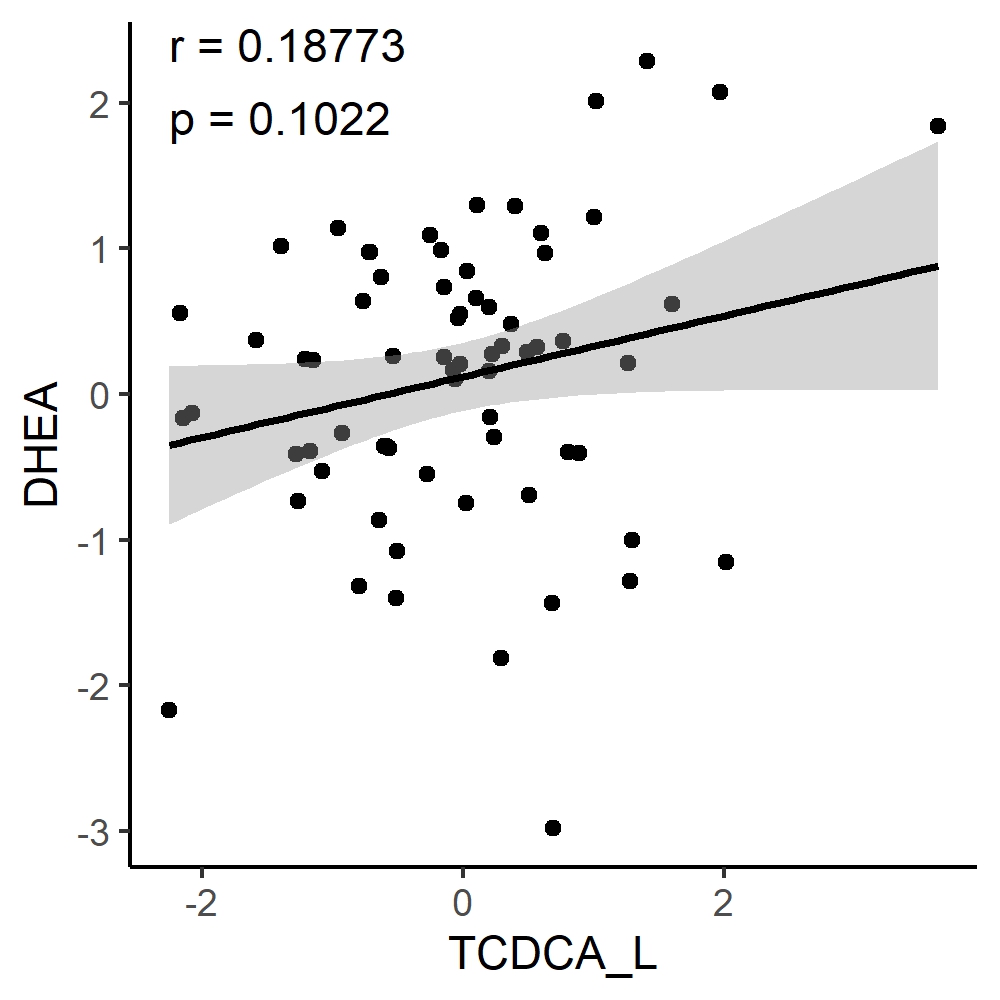 r = 0.18773
p = 0.1022
2
1
0
-1
-2
-3
DHEA
-2 0 2
TCDCA_L